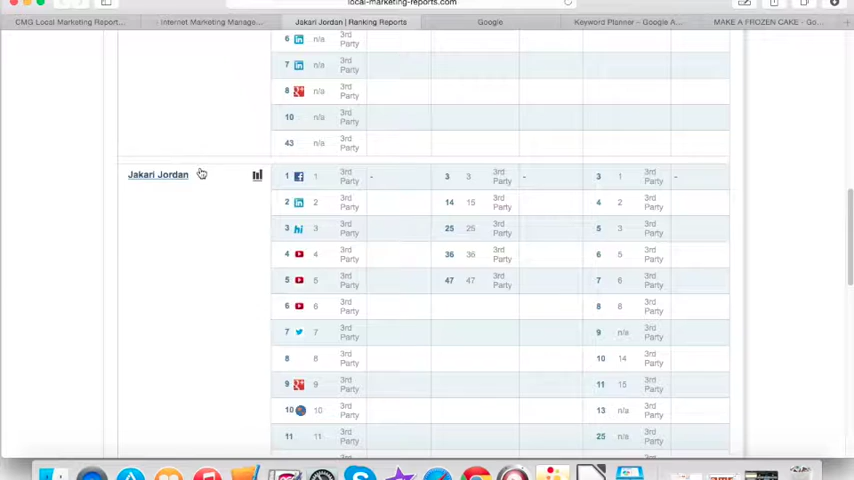 local-marketing-reports.com
CMG Local Marketing Report... Internet Marketing Manage... Jakari Jordan | Ranking Reports Google Keyword Planner – Google A... MAKE A FROZEN CAKE - Go...
6 n/a 3rd Party
7 n/a 3rd Party
8 n/a 3rd Party
10 n/a 3rd Party
43 n/a 3rd Party
Jakari Jordan 1 1 3rd Party - 3 3 3rd Party - 3 1 3rd Party -
2 2 3rd Party 14 15 3rd Party 4 2 3rd Party
3 hi 3 3rd Party 25 25 3rd Party 5 3 3rd Party
4 4 3rd Party 36 36 3rd Party 6 5 3rd Party
5 5 3rd Party 47 47 3rd Party 7 6 3rd Party
6 6 3rd Party 8 8 3rd Party
7 7 3rd Party 9 n/a 3rd Party
8 8 3rd Party 10 14 3rd Party
9 9 3rd Party 11 15 3rd Party
10 10 3rd Party 13 n/a 3rd Party
11 11 3rd Party 25 n/a 3rd Party